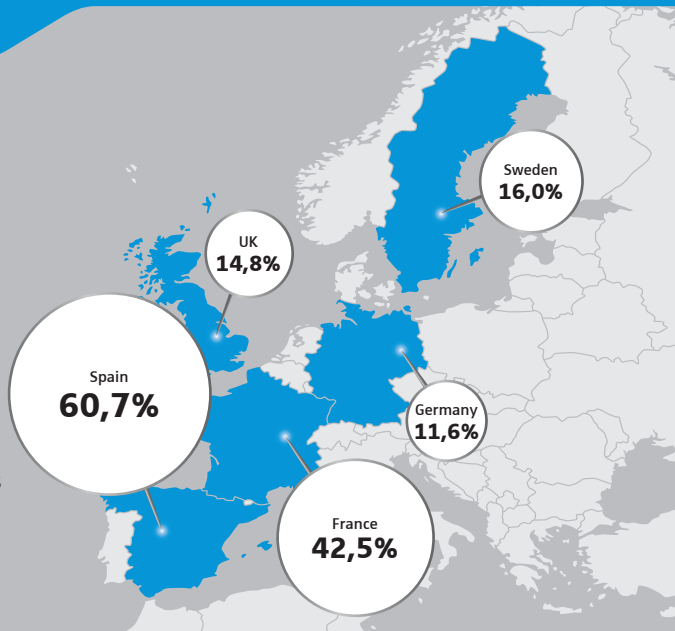 Sweden
16,0%
UK
14,8%
Spain
60,7%
Germany
11,6%
France
42,5%